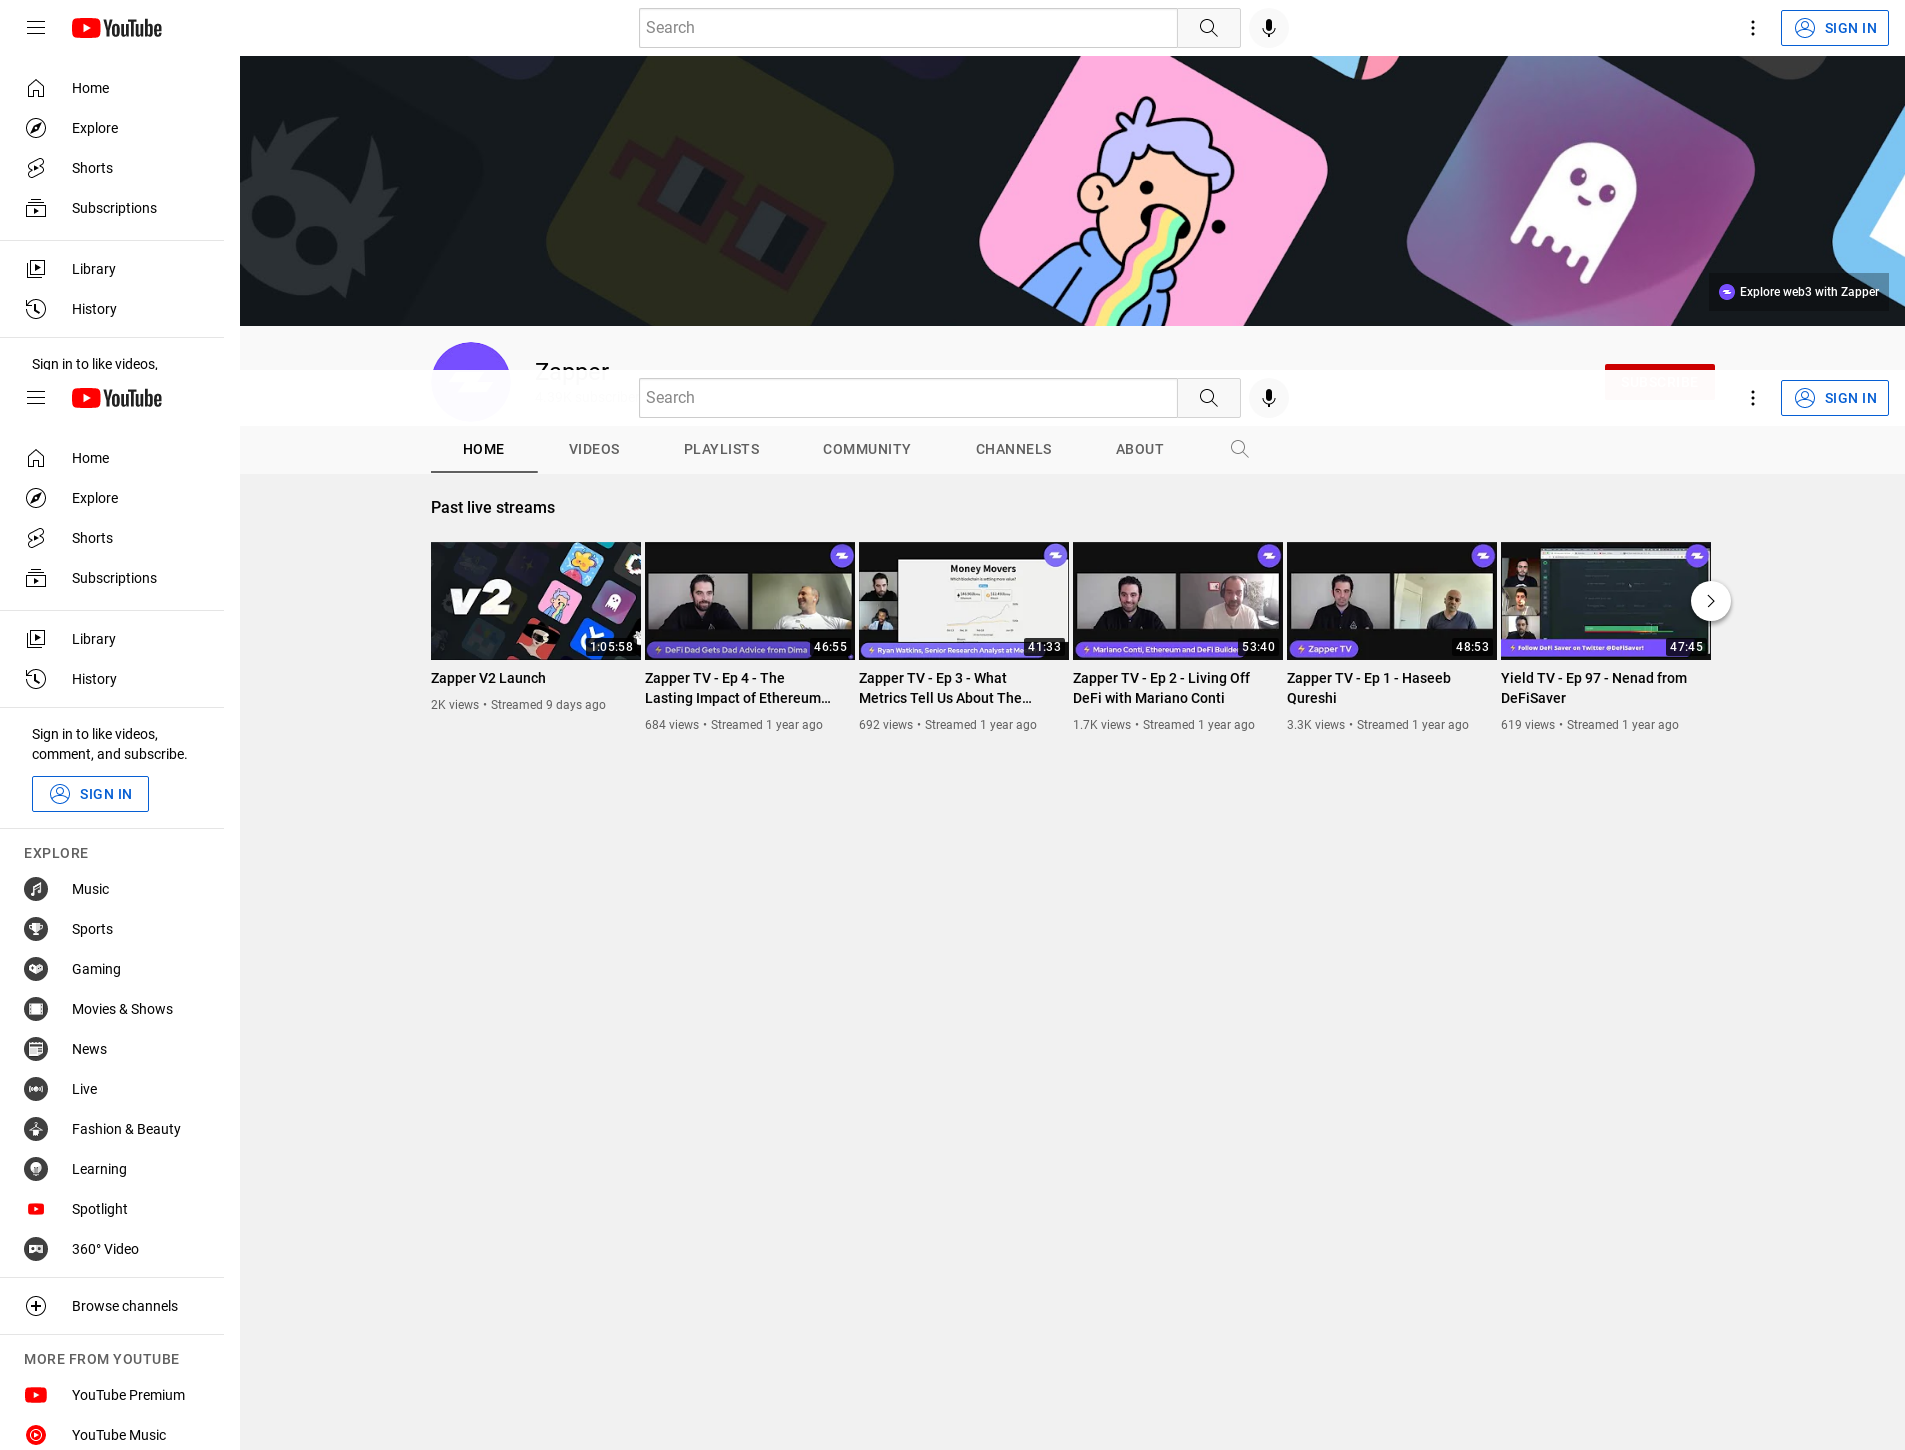 YouTube
Search
SIGN IN
Home
Explore
Shorts
Subscriptions
Library
History
Sign in to like videos,
Explore web3 with Zapper
Zapper
YouTube
Search
SIGN IN
Home
Explore
Shorts
Subscriptions
Library
History
Sign in to like videos,
comment, and subscribe.
SIGN IN
EXPLORE
Music
Sports
Gaming
Movies & Shows
News
Live
Fashion & Beauty
Learning
Spotlight
360° Video
Browse channels
MORE FROM YOUTUBE
YouTube Premium
YouTube Music
HOME VIDEOS PLAYLISTS COMMUNITY CHANNELS ABOUT
Past live streams
v2
1:05:58
Zapper V2 Launch
2K views • Streamed 9 days ago
DeFi Dad Gets Dad Advice from Dima
46:55
Zapper TV - Ep 4 - The
Lasting Impact of Ethereum…
684 views • Streamed 1 year ago
Money Movers
Which blockchain is settling more value?
Ryan Watkins, Senior Research Analyst at Me
41:33
Zapper TV - Ep 3 - What
Metrics Tell Us About The…
692 views • Streamed 1 year ago
Mariano Conti, Ethereum and DeFi Builder
53:40
Zapper TV - Ep 2 - Living Off
DeFi with Mariano Conti
1.7K views • Streamed 1 year ago
Zapper TV
48:53
Zapper TV - Ep 1 - Haseeb
Qureshi
3.3K views • Streamed 1 year ago
Follow DeFi Saver on Twitter @DeFiSaver!
47:45
Yield TV - Ep 97 - Nenad from
DeFiSaver
619 views • Streamed 1 year ago